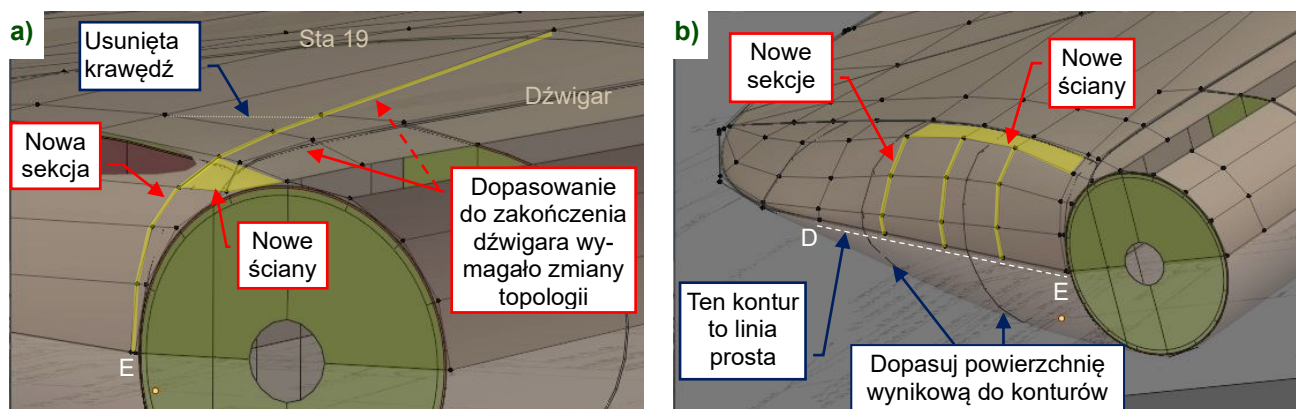 a)
Usunięta
krawędź
Sta 19
Dźwigar
Nowa
sekcja
Nowe
ściany
Dopasowanie
do zakończenia
dźwigara wy-
magało zmiany
topologii
E
b)
Nowe
sekcje
Nowe
ściany
D
E
Ten kontur
to linia
prosta
Dopasuj powierzchnię
wynikową do konturów